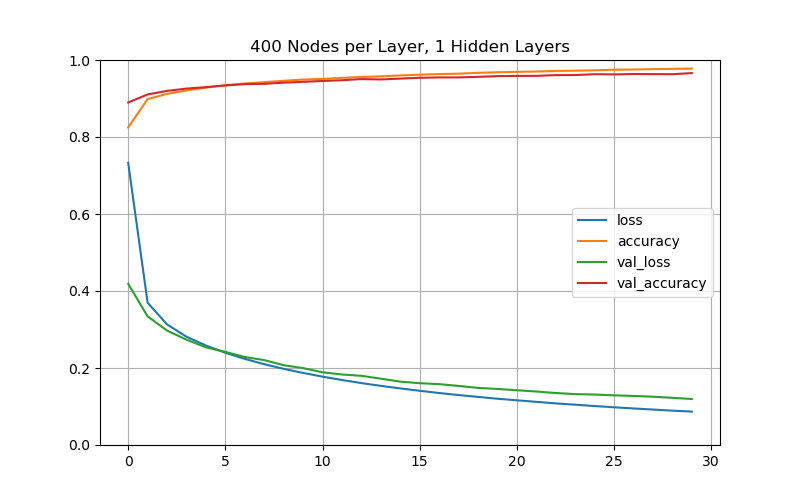 400 Nodes per Layer, 1 Hidden Layers
1.0
0.8
0.6
0.4
0.2
0.0
loss
accuracy
val_loss
val_accuracy
0 5 10 15 20 25 30